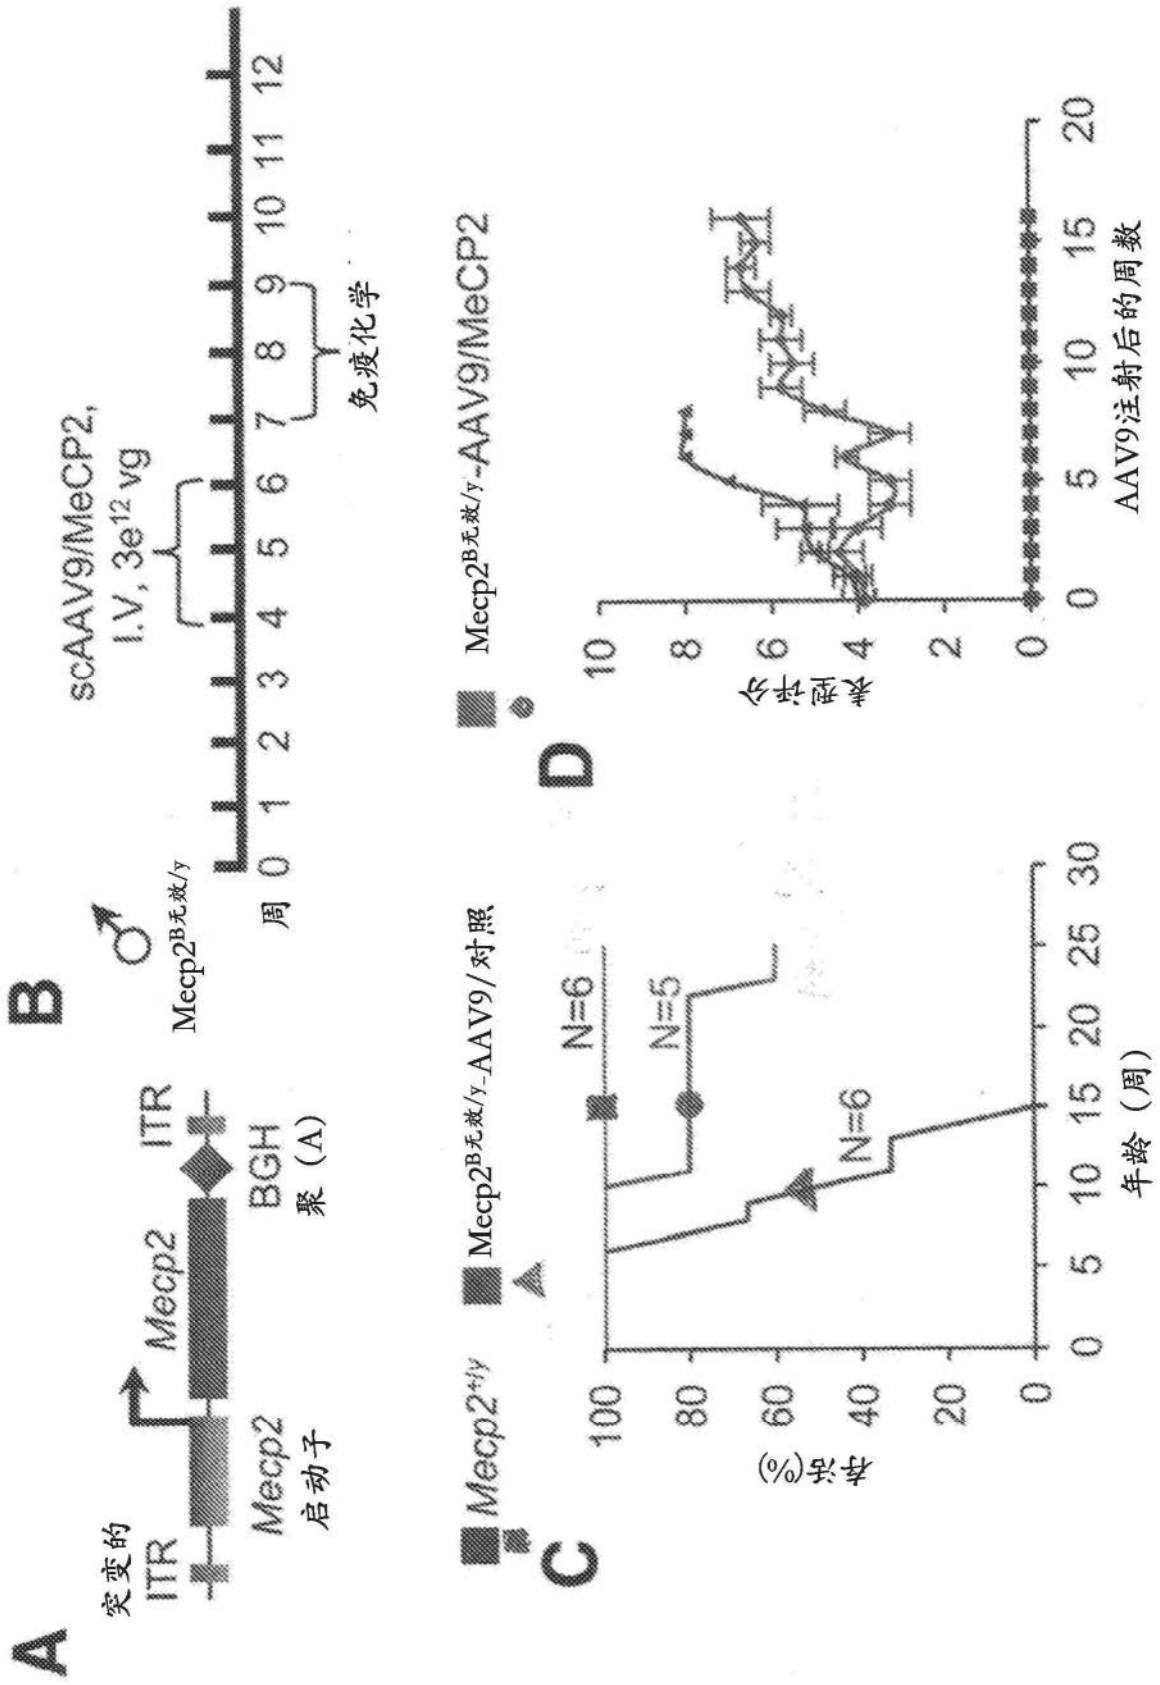 A
突变的
ITR
Mecp2
ITR
Mecp2
启动子
BGH
聚 (A)
B
Mecp2B无效/y
scAAV9/MeCP2,
I.V, 3e12 vg
周
0 1 2 3 4 5 6 7 8 9 10 11 12
免疫化学
Mecp2+/y
Mecp2B无效/y-AAV9/对照
Mecp2B无效/y-AAV9/MeCP2
C
存活(%)
100
80
60
40
20
0
N=6
N=5
N=6
0 5 10 15 20 25 30
年龄 (周)
D
表型评分
10
8
6
4
2
0
0 5 10 15 20
AAV9注射后的周数